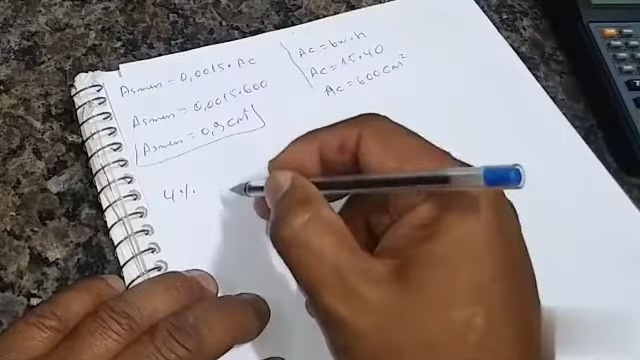 Asmin = 0,0015 . Ac
Asmin = 0,0015 . 600
Asmin = 0,9 cm²
Ac = bw . h
Ac = 15 . 40
Ac = 600 cm²
4%.